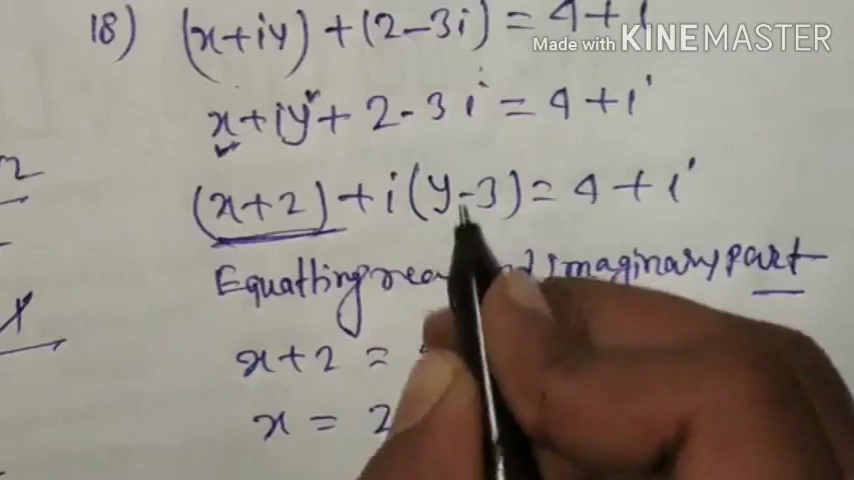 18) (x+iy)+(2-3i)=4+i
Made with KINEMASTER
x+iy+2-3i=4+i
(x+2)+i(y-3)=4+i
Equatting imaginary part
x+2=
x=2